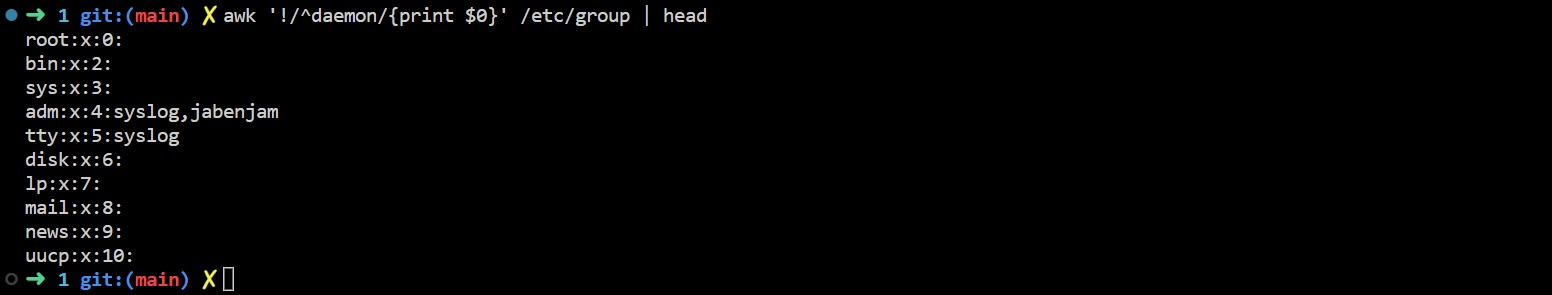 ➜ 1 git:(main) ✗ awk '!/^daemon/{print $0}' /etc/group | head
root:x:0:
bin:x:2:
sys:x:3:
adm:x:4:syslog,jabenjam
tty:x:5:syslog
disk:x:6:
lp:x:7:
mail:x:8:
news:x:9:
uucp:x:10:
➜ 1 git:(main) ✗